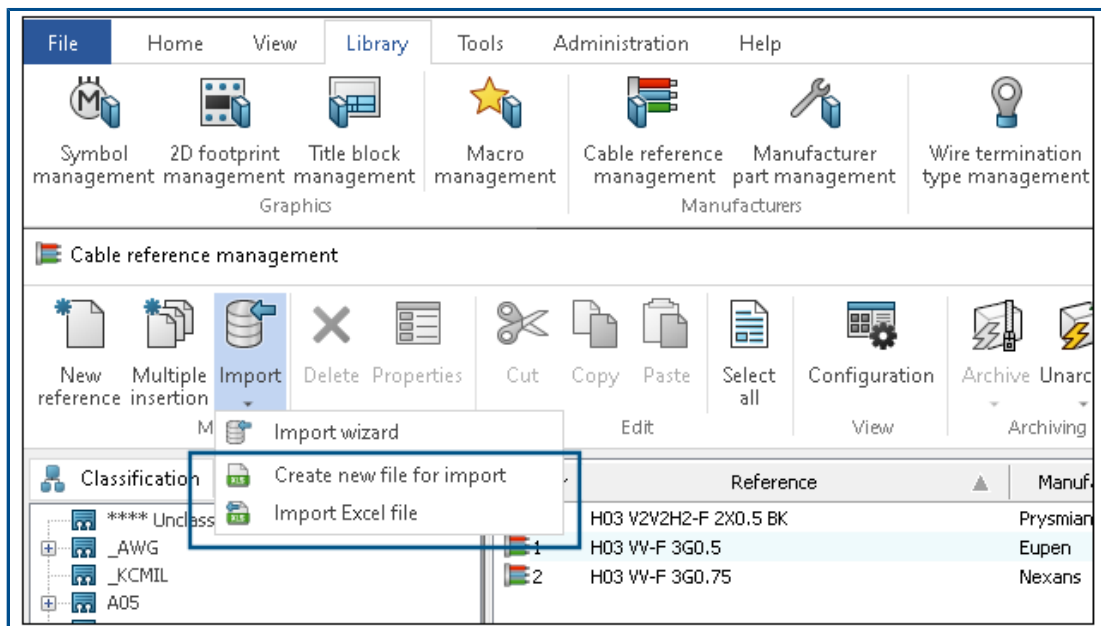 File Home View Library Tools Administration Help
Symbol 2D footprint Title block Macro Cable reference Manufacturer Wire termination
management management management management management part management type management
Graphics Manufacturers
Cable reference management
New Multiple Import Delete Properties Cut Copy Paste Select Configuration Archive Unarc
reference insertion all
M Edit View Archiving
Import wizard
Classification Create new file for import Reference Manuf
Import Excel file
**** Unclass H03 V2V2H2-F 2X0.5 BK Prysmian
_AWG 1 H03 VV-F 3G0.5 Eupen
_KCMIL 2 H03 VV-F 3G0.75 Nexans
A05